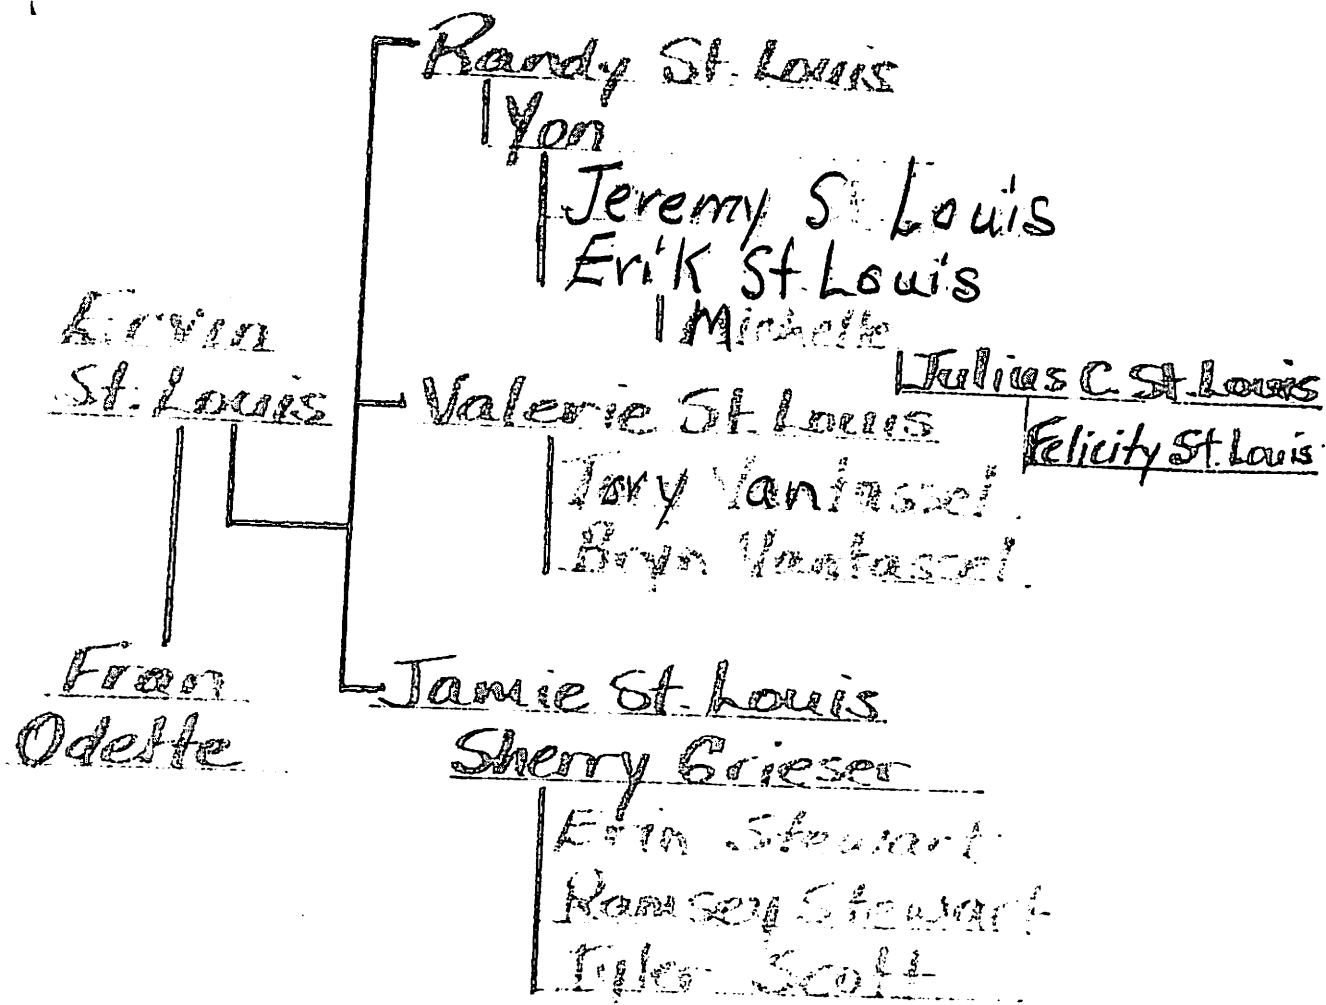 Randy St. Louis
Yon
Jeremy St Louis
Erik St. Louis
Michelle
Julius C. St. Louis
Felicity St. Louis
Ervin
St. Louis
Valerie St. Louis
Tory Vantassel
Bryn Vantassel
Fran
Odette
Jamie St. Louis
Sherry Grieser
Erin Stewart
Ramsey Stewart
Tyler Scott